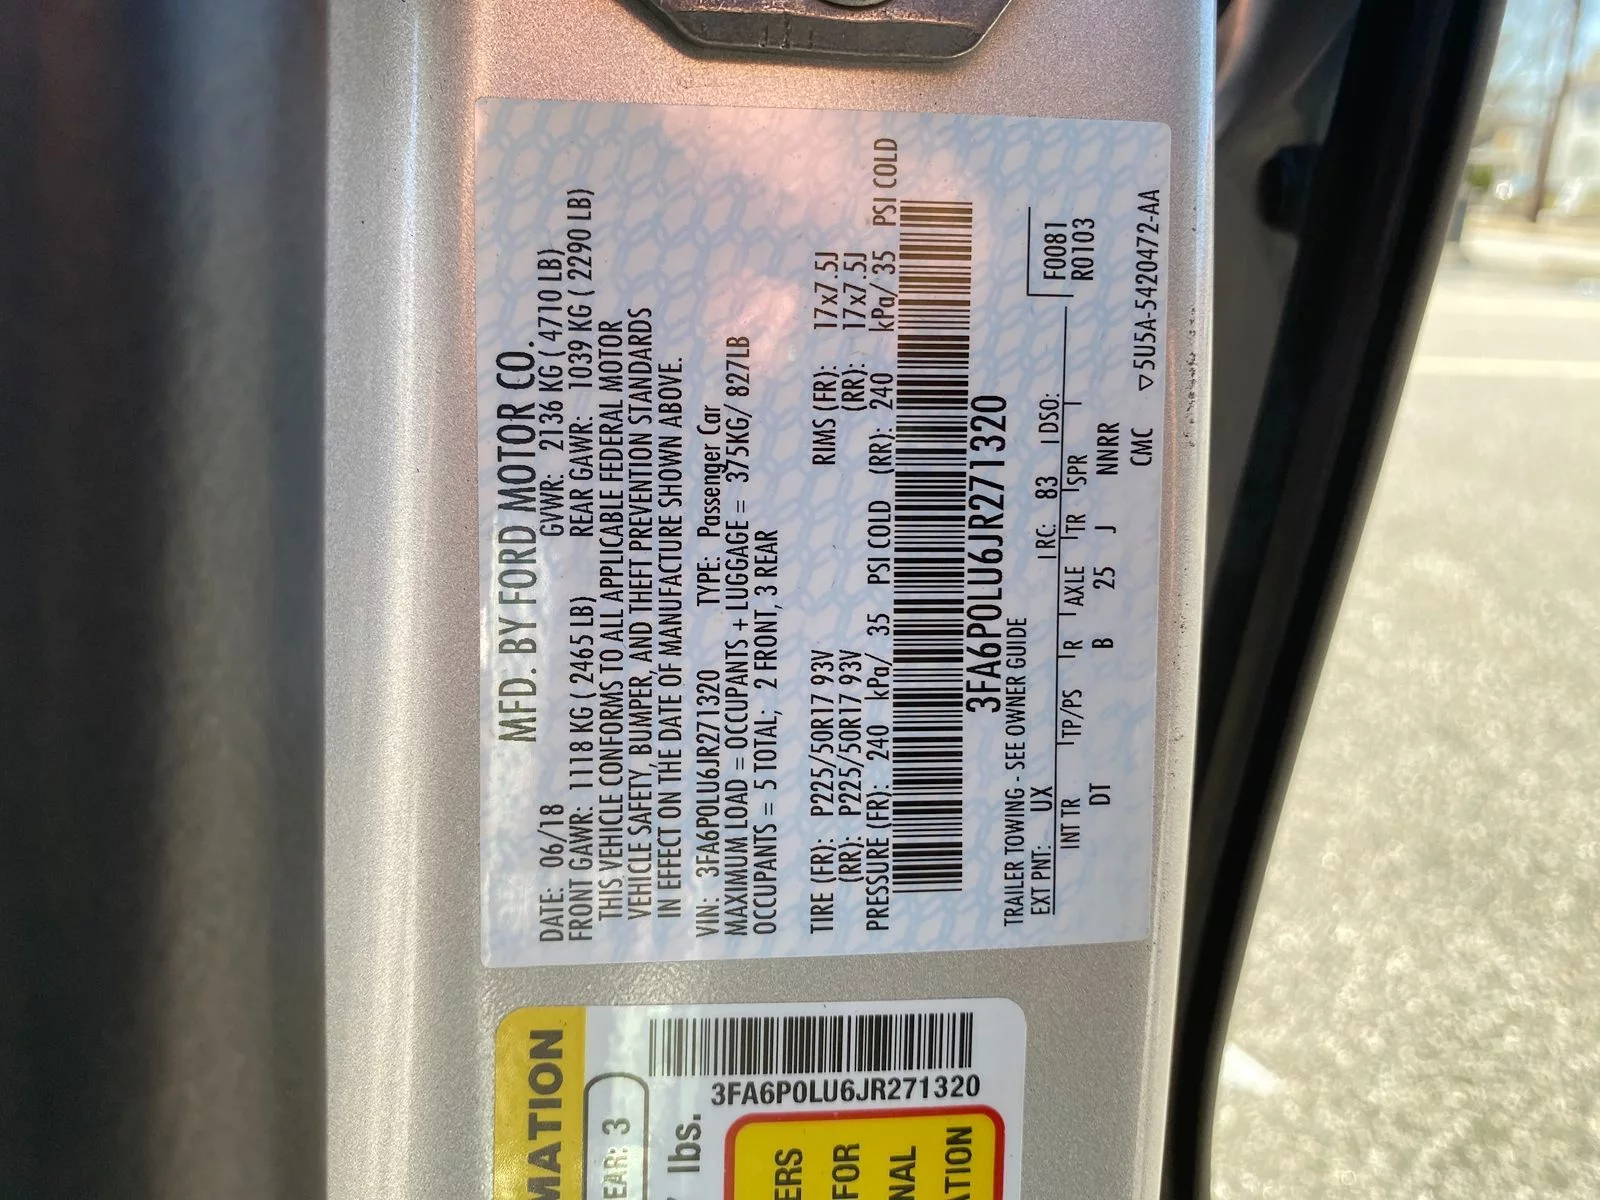 MFD. BY FORD MOTOR CO.
DATE: 06/18 GVWR: 2136 KG ( 4710 LB)
FRONT GAWR: 1118 KG ( 2465 LB) REAR GAWR: 1039 KG ( 2290 LB)
THIS VEHICLE CONFORMS TO ALL APPLICABLE FEDERAL MOTOR
VEHICLE SAFETY, BUMPER, AND THEFT PREVENTION STANDARDS
IN EFFECT ON THE DATE OF MANUFACTURE SHOWN ABOVE.
VIN: 3FA6P0LU6JR271320 TYPE: Passenger Car
MAXIMUM LOAD = OCCUPANTS + LUGGAGE = 375KG/ 827LB
OCCUPANTS = 5 TOTAL; 2 FRONT, 3 REAR
TIRE (FR): P225/50R17 93V RIMS (FR): 17x7.5J
(RR): P225/50R17 93V (RR): 17x7.5J
PRESSURE (FR): 240 kPa/ 35 PSI COLD (RR): 240 kPa/ 35 PSI COLD
3FA6P0LU6JR271320
TRAILER TOWING - SEE OWNER GUIDE
EXT PNT: UX RC: 83 DSO: F0081
INT TR TP/PS R AXLE TR SPR R0103
DT B 25 J NNRR
CMC ▽5U5A-5420472-AA
MATION
EAR: 3
lbs.
3FA6P0LU6JR271320
ERS
FOR
NAL
ATION